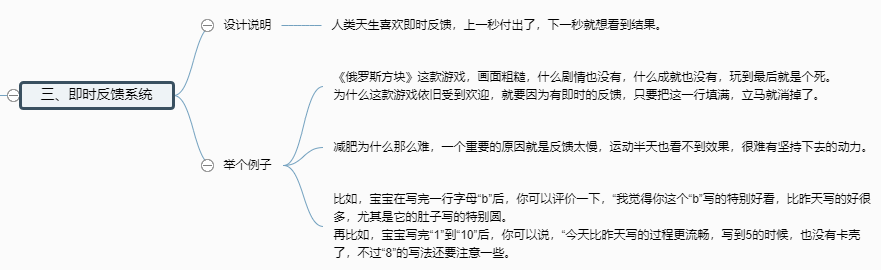 三、即时反馈系统
设计说明
人类天生喜欢即时反馈，上一秒付出了，下一秒就想看到结果。
举个例子
《俄罗斯方块》这款游戏，画面粗糙，什么剧情也没有，什么成就也没有，玩到最后就是个死。
为什么这款游戏依旧受到欢迎，就要因为有即时的反馈，只要把这一行填满，立马就消掉了。
减肥为什么那么难，一个重要的原因就是反馈太慢，运动半天也看不到效果，很难有坚持下去的动力。
比如，宝宝在写完一行字母“b”后，你可以评价一下，“我觉得你这个“b”写的特别好看，比昨天写的好很
多，尤其是它的肚子写的特别圆。
再比如，宝宝写完“1”到“10”后，你可以说，“今天比昨天写的过程更流畅，写到5的时候，也没有卡壳
了，不过“8”的写法还要注意一些。